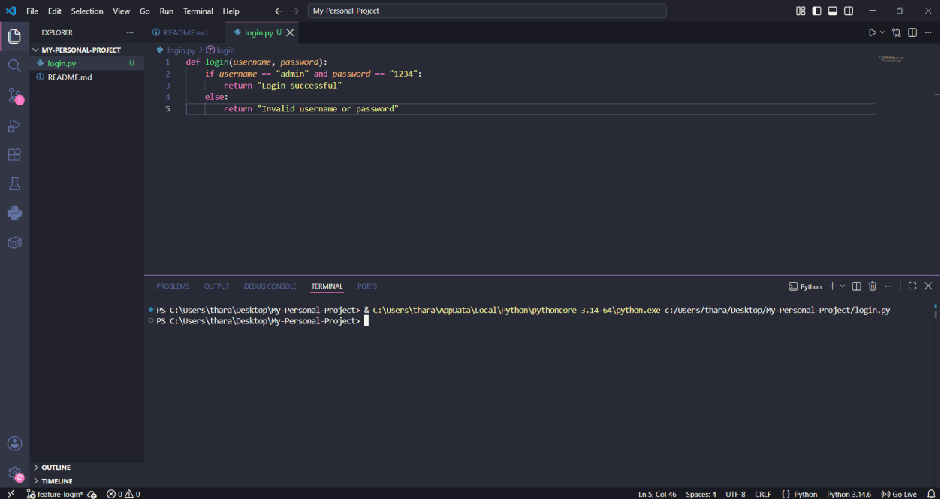 File Edit Selection View Go Run Terminal Help
My Personal Project
EXPLORER
README.md
login.py U
MY-PERSONAL-PROJECT
login.py U
README.md
login.py > login
1 def login(username, password):
2 if username == "admin" and password == "1234":
3 return "Login successful"
4 else:
5 return "Invalid username or password"
PROBLEMS OUTPUT DEBUG CONSOLE TERMINAL PORTS
Python
PS C:\Users\thara\Desktop\My-Personal-Project> & C:\Users\thara\AppData\Local\Python\pythoncore-3.14-64\python.exe c:/Users/thara/Desktop/My-Personal-Project/login.py
PS C:\Users\thara\Desktop\My-Personal-Project>
OUTLINE
TIMELINE
feature-login* 0 0 Ln 5, Col 46 Spaces: 4 UTF-8 CRLF {} Python Python 3.14.6 Go Live